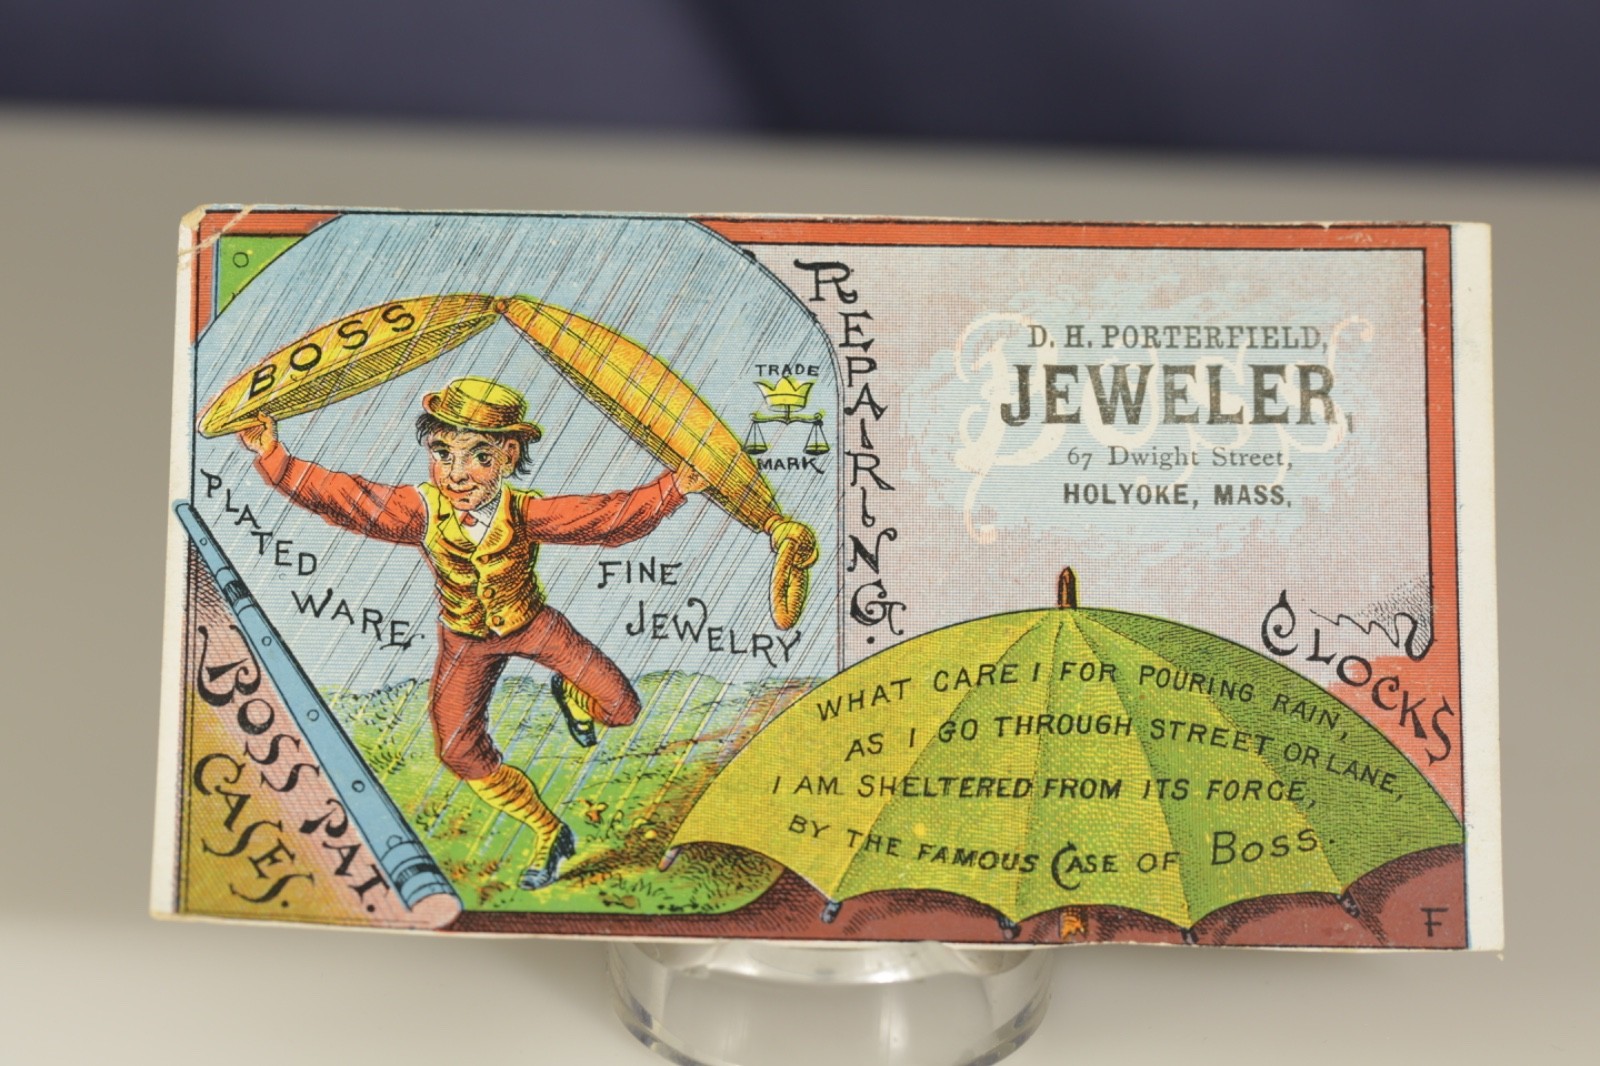 BOSS
TRADE
MARK
PLATED
WARE
FINE
JEWELRY
BOSS PAT.
CASES.
REPAIRING.
D. H. PORTERFIELD,
JEWELER,
67 Dwight Street,
HOLYOKE, MASS.
Boss
CLOCKS
WHAT CARE I FOR POURING RAIN,
AS I GO THROUGH STREET OR LANE,
I AM SHELTERED FROM ITS FORCE,
BY THE FAMOUS CASE OF BOSS.
F